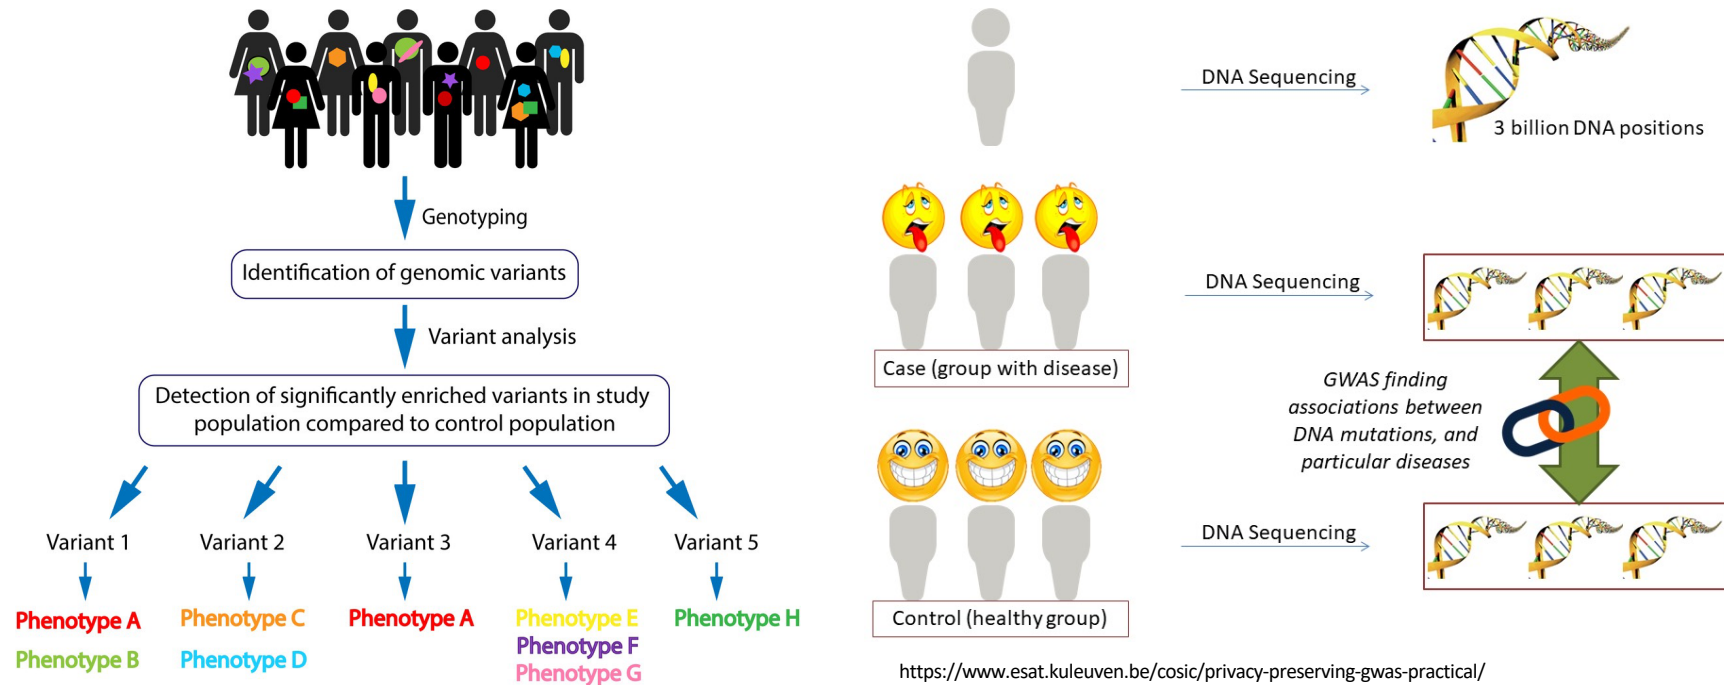 Genotyping
Identification of genomic variants
Variant analysis
Detection of significantly enriched variants in study
population compared to control population
Variant 1
Variant 2
Variant 3
Variant 4
Variant 5
Phenotype A
Phenotype B
Phenotype C
Phenotype D
Phenotype A
Phenotype E
Phenotype F
Phenotype G
Phenotype H
DNA Sequencing
3 billion DNA positions
DNA Sequencing
Case (group with disease)
GWAS finding
associations between
DNA mutations, and
particular diseases
DNA Sequencing
Control (healthy group)
https://www.esat.kuleuven.be/cosic/privacy-preserving-gwas-practical/